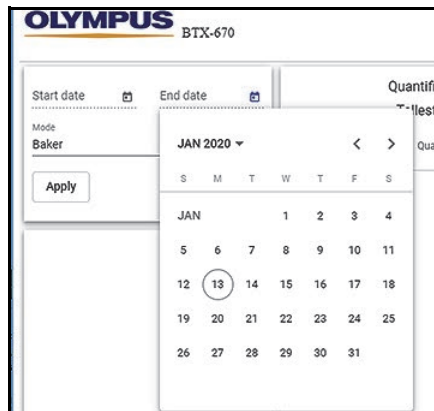 OLYMPUS
BTX-670
Start date
End date
Mode
Baker
Apply
JAN 2020
S M T W T F S
JAN 1 2 3 4
5 6 7 8 9 10 11
12 13 14 15 16 17 18
19 20 21 22 23 24 25
26 27 28 29 30 31
Quantifi
Qua